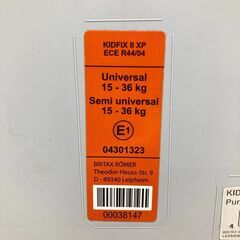 KIDFIX II XP
ECE R44/04
Universal
15 - 36 kg
Semi universal
15 - 36 kg
E1
04301323
BRITAX RÖMER
Theodor-Heuss-Str. 9
D - 89340 Leipheim
00038147
KID